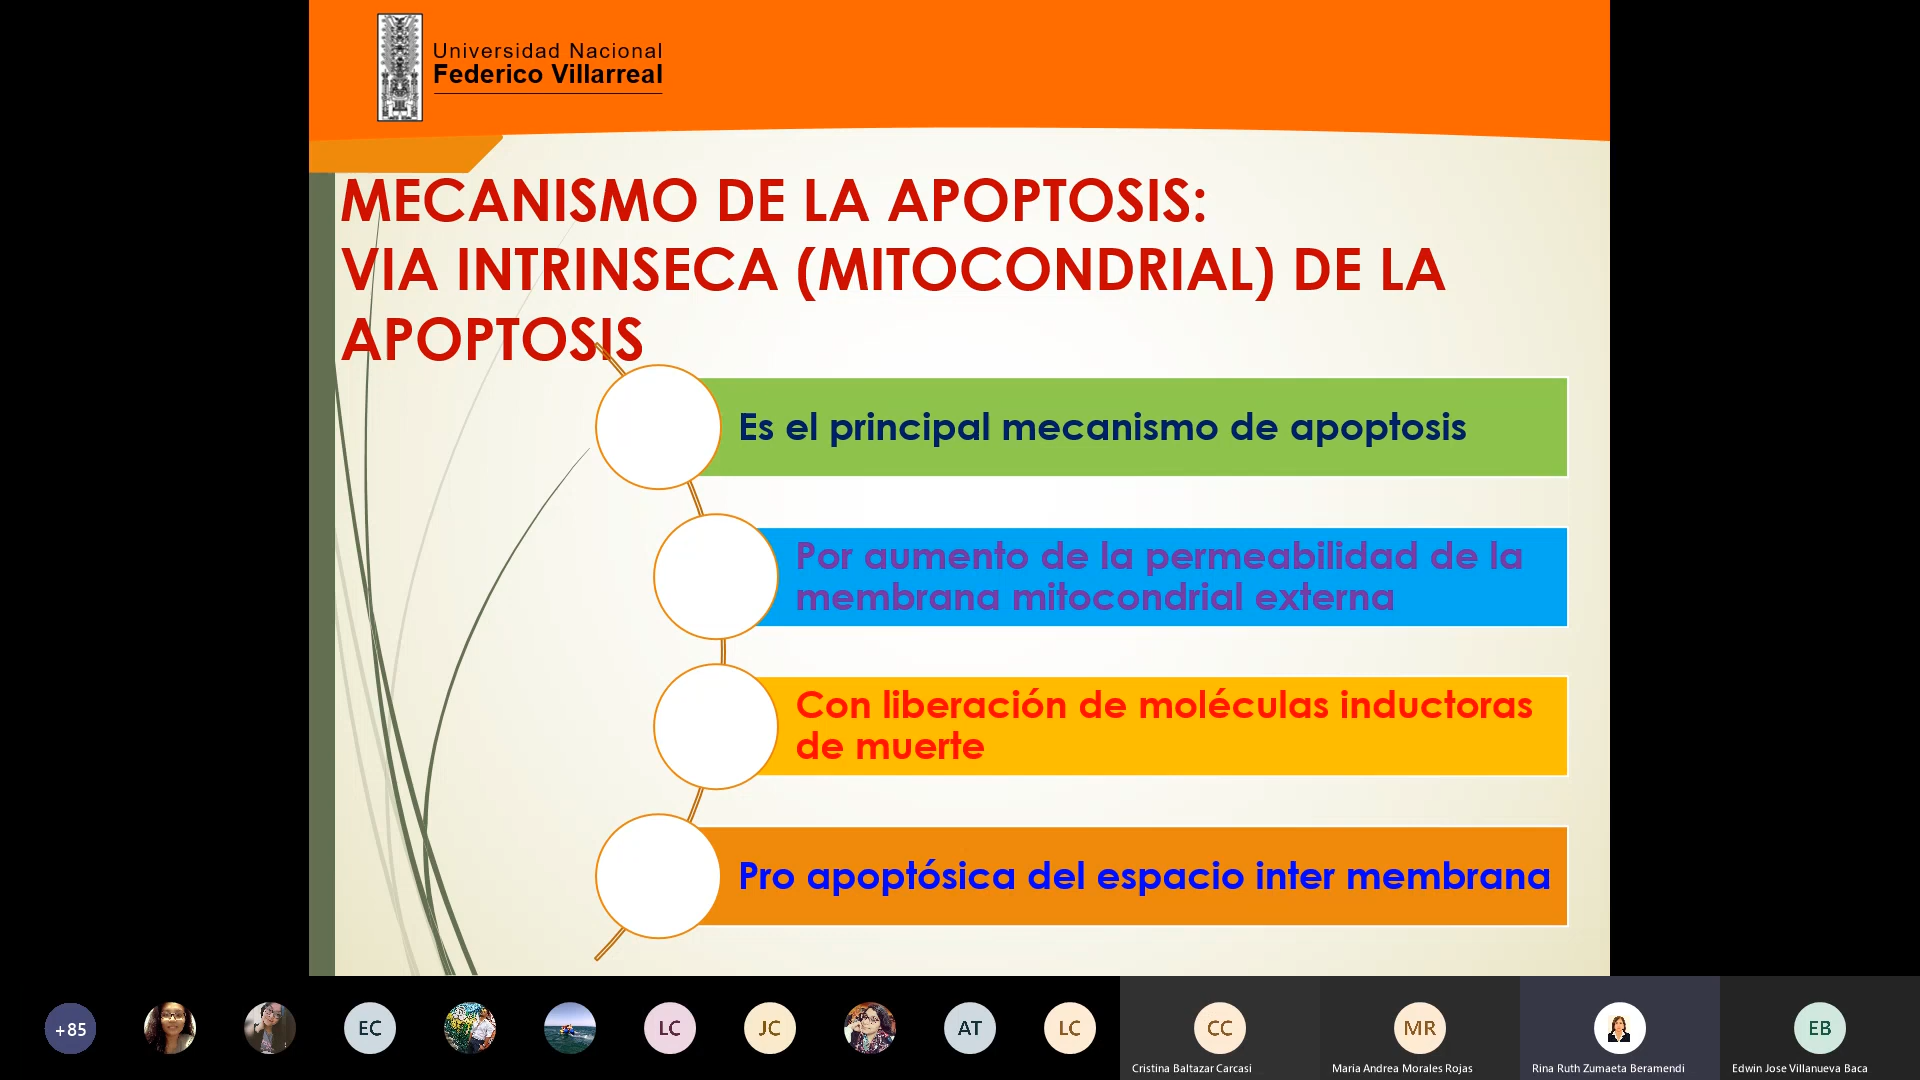 Universidad Nacional
Federico Villarreal
MECANISMO DE LA APOPTOSIS:
VIA INTRINSECA (MITOCONDRIAL) DE LA
APOPTOSIS
Es el principal mecanismo de apoptosis
Por aumento de la permeabilidad de la
membrana mitocondrial externa
Con liberación de moléculas inductoras
de muerte
Pro apoptósica del espacio inter membrana
+85
EC
LC
JC
AT
LC
CC
MR
EB
Cristina Baltazar Carcasi
Maria Andrea Morales Rojas
Rina Ruth Zumaeta Beramendi
Edwin Jose Villanueva Baca